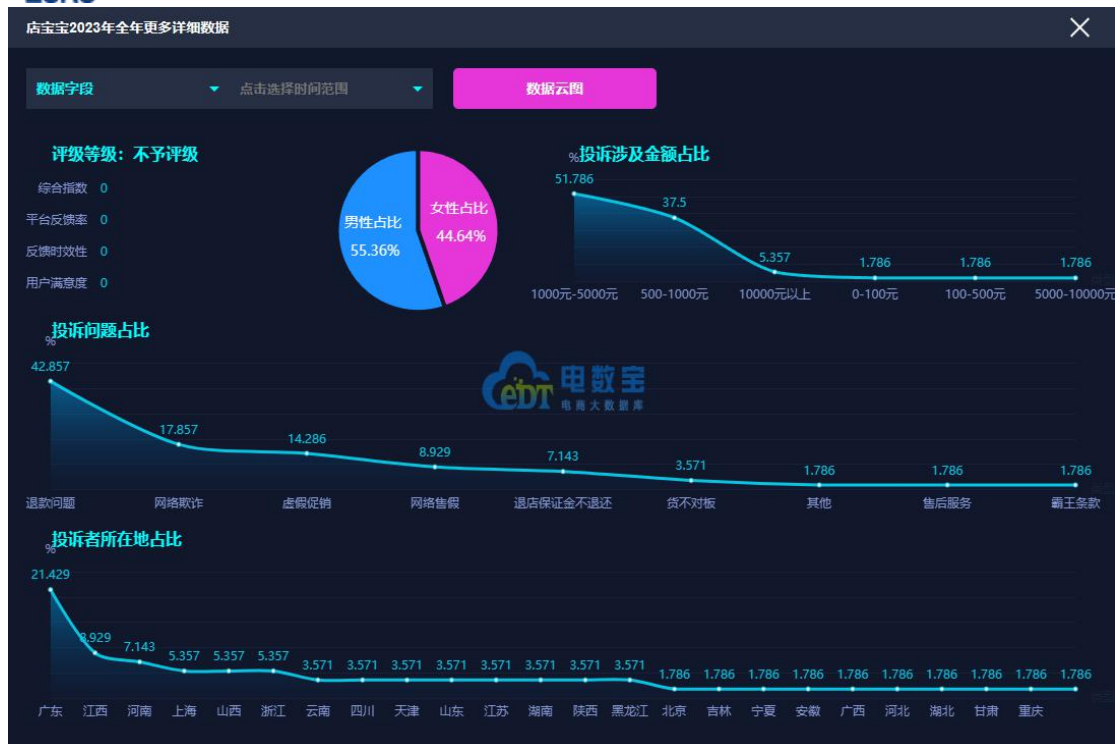 店宝宝2023年全年更多详细数据
数据字段
点击选择时间范围
数据云图
评级等级：不予评级
综合指数 0
平台反馈率 0
反馈时效性 0
用户满意度 0
男性占比
55.36%
女性占比
44.64%
%投诉涉及金额占比
51.786
37.5
5.357
1.786
1.786
1.786
1000元-5000元 500-1000元 10000元以上 0-100元 100-500元 5000-10000元
%投诉问题占比
42.857
17.857
14.286
8.929
7.143
3.571
1.786
1.786
1.786
退款问题 网络欺诈 虚假促销 网络售假 退店保证金不退还 货不对板 其他 售后服务 霸王条款
eDT 电数宝
电商大数据库
%投诉者所在地占比
21.429
8.929
7.143
5.357 5.357 5.357
3.571 3.571 3.571 3.571 3.571 3.571 3.571 3.571
1.786 1.786 1.786 1.786 1.786 1.786 1.786 1.786 1.786 1.786
广东 江西 河南 上海 山西 浙江 云南 四川 天津 山东 江苏 湖南 陕西 黑龙江 北京 吉林 宁夏 安徽 广西 河北 湖北 甘肃 重庆